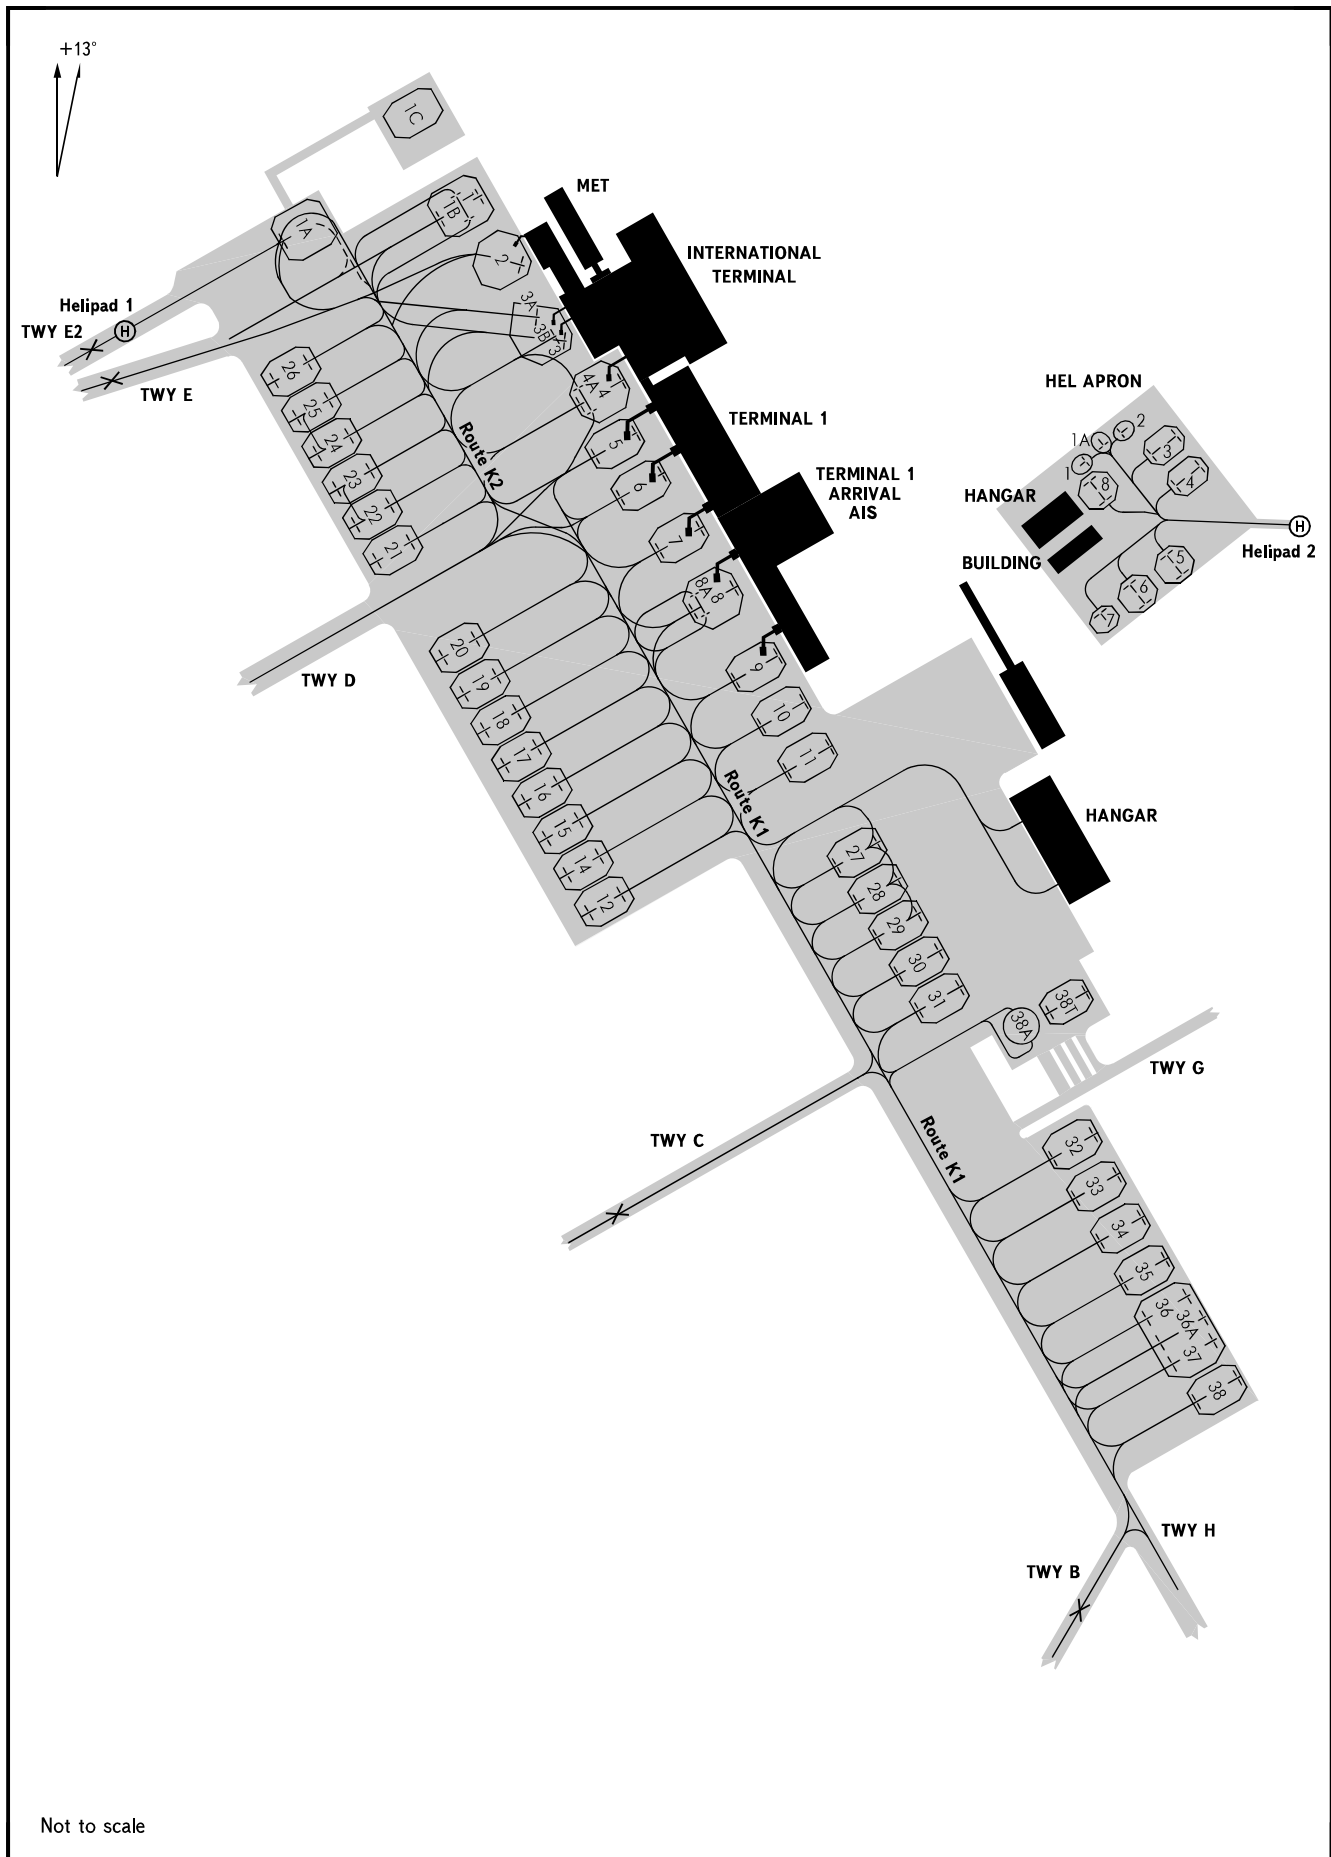 +13°
1C
MET
1
1B
1A
INTERNATIONAL
TERMINAL
2
3A
3B
3
Helipad 1
H
TWY E2
TWY E
26
25
24
23
22
21
4A
4
HEL APRON
TERMINAL 1
Route K2
5
6
7
8A
8
TERMINAL 1
ARRIVAL
AIS
1A
2
1
3
4
8
HANGAR
H
Helipad 2
BUILDING
5
6
7
TWY D
20
19
18
17
16
15
14
12
9
10
11
Route K1
HANGAR
27
28
29
30
31
38A
38T
TWY G
TWY C
Route K1
32
33
34
35
36
36A
37
38
TWY H
TWY B
Not to scale